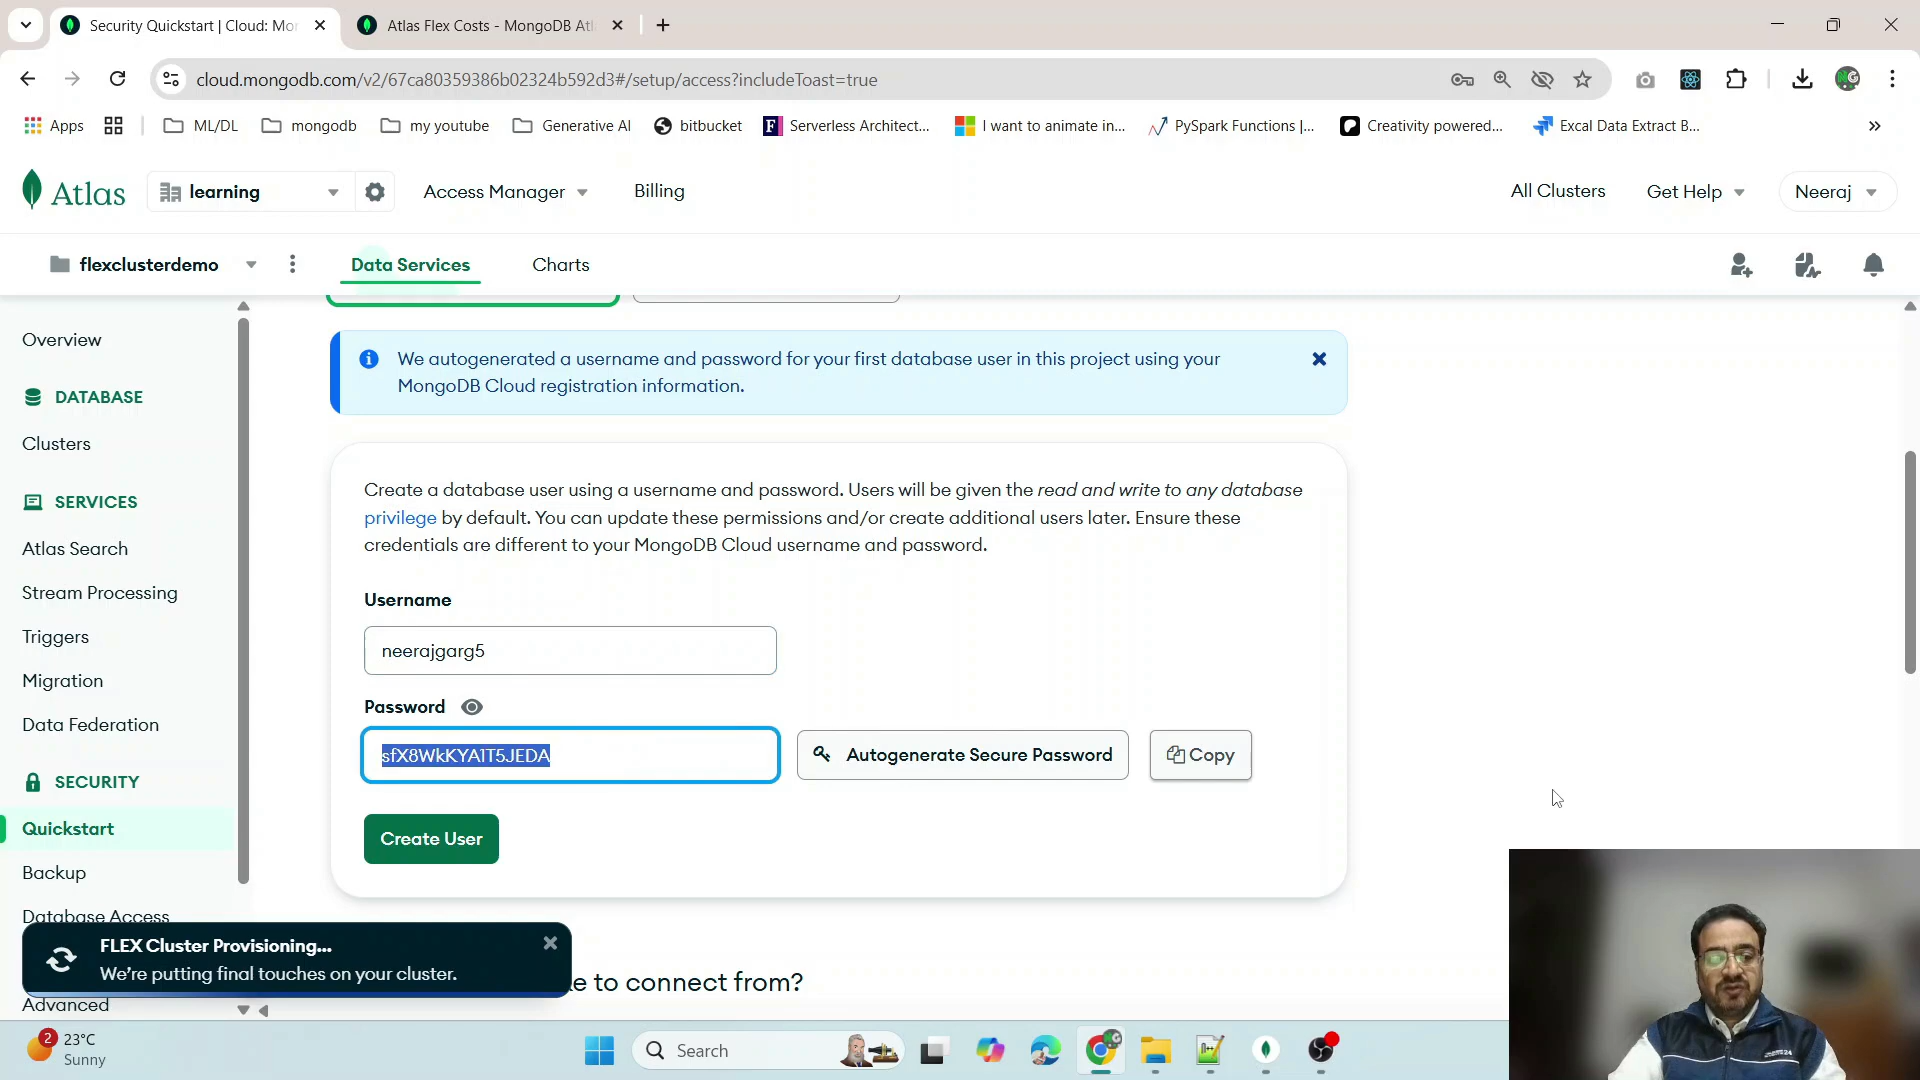 Security Quickstart | Cloud: Mon
Atlas Flex Costs - MongoDB Atl
cloud.mongodb.com/v2/67ca80359386b02324b592d3#/setup/access?includeToast=true
Apps
ML/DL
mongodb
my youtube
Generative AI
bitbucket
Serverless Architect...
I want to animate in...
PySpark Functions |...
Creativity powered...
Excal Data Extract B...
Atlas
learning
Access Manager
Billing
All Clusters
Get Help
Neeraj
flexclusterdemo
Data Services
Charts
Overview
DATABASE
Clusters
SERVICES
Atlas Search
Stream Processing
Triggers
Migration
Data Federation
SECURITY
Quickstart
Backup
Database Access
Advanced
We autogenerated a username and password for your first database user in this project using your
MongoDB Cloud registration information.
Create a database user using a username and password. Users will be given the read and write to any database
privilege by default. You can update these permissions and/or create additional users later. Ensure these
credentials are different to your MongoDB Cloud username and password.
Username
neerajgarg5
Password
sfX8WkKYA1T5JEDA
Autogenerate Secure Password
Copy
Create User
FLEX Cluster Provisioning...
We're putting final touches on your cluster.
ke to connect from?
2
23°C
Sunny
Search